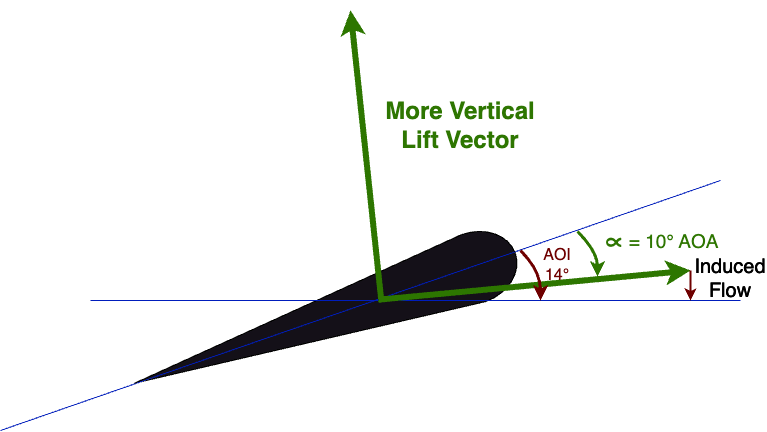 More Vertical
Lift Vector
∝ = 10° AOA
AOI
14°
Induced
Flow